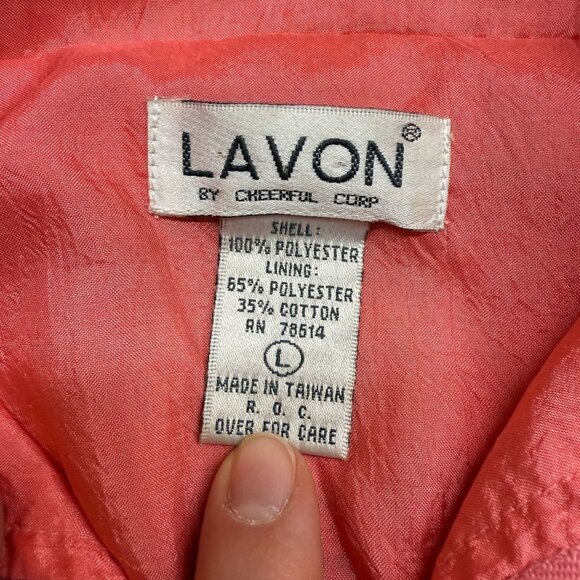 LAVON®
BY CHEERFUL CORP
SHELL:
100% POLYESTER
LINING:
65% POLYESTER
35% COTTON
RN 78614
L
MADE IN TAIWAN
R. O. C.
OVER FOR CARE